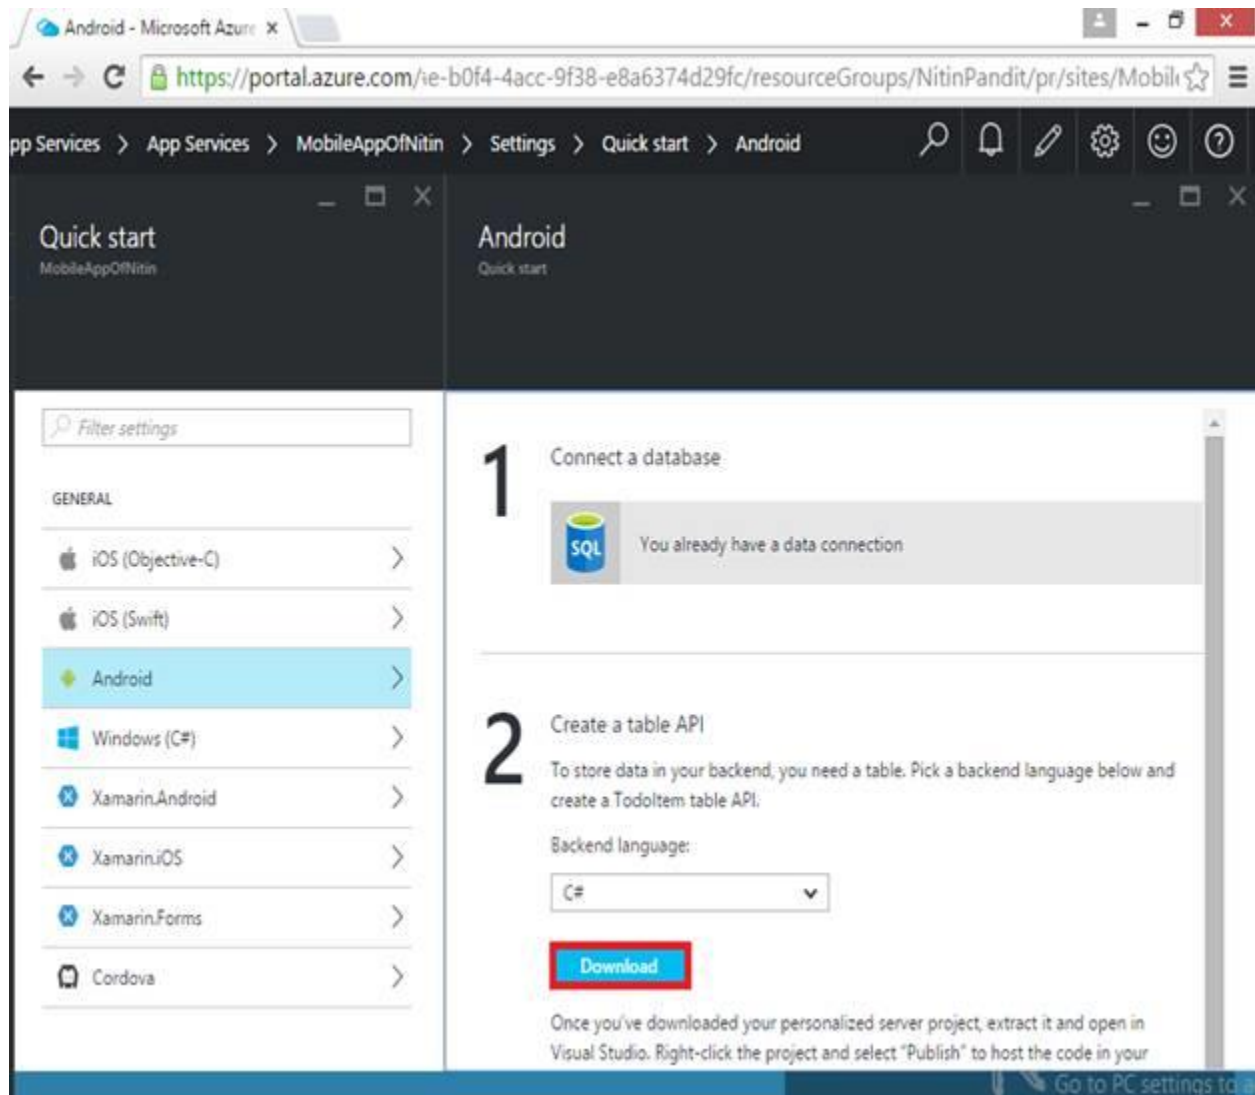 Android - Microsoft Azure
https://portal.azure.com/ie-b0f4-4acc-9f38-e8a6374d29fc/resourceGroups/NitinPandit/pr/sites/Mobil
pp Services > App Services > MobileAppOfNitin > Settings > Quick start > Android
Quick start
MobileAppOfNitin
Android
Quick start
Filter settings
GENERAL
iOS (Objective-C)
iOS (Swift)
Android
Windows (C#)
Xamarin.Android
Xamarin.iOS
Xamarin.Forms
Cordova
1
Connect a database
SQL
You already have a data connection
2
Create a table API
To store data in your backend, you need a table. Pick a backend language below and
create a TodoItem table API.
Backend language:
C#
Download
Once you've downloaded your personalized server project, extract it and open in
Visual Studio. Right-click the project and select "Publish" to host the code in your
Go to PC settings to a